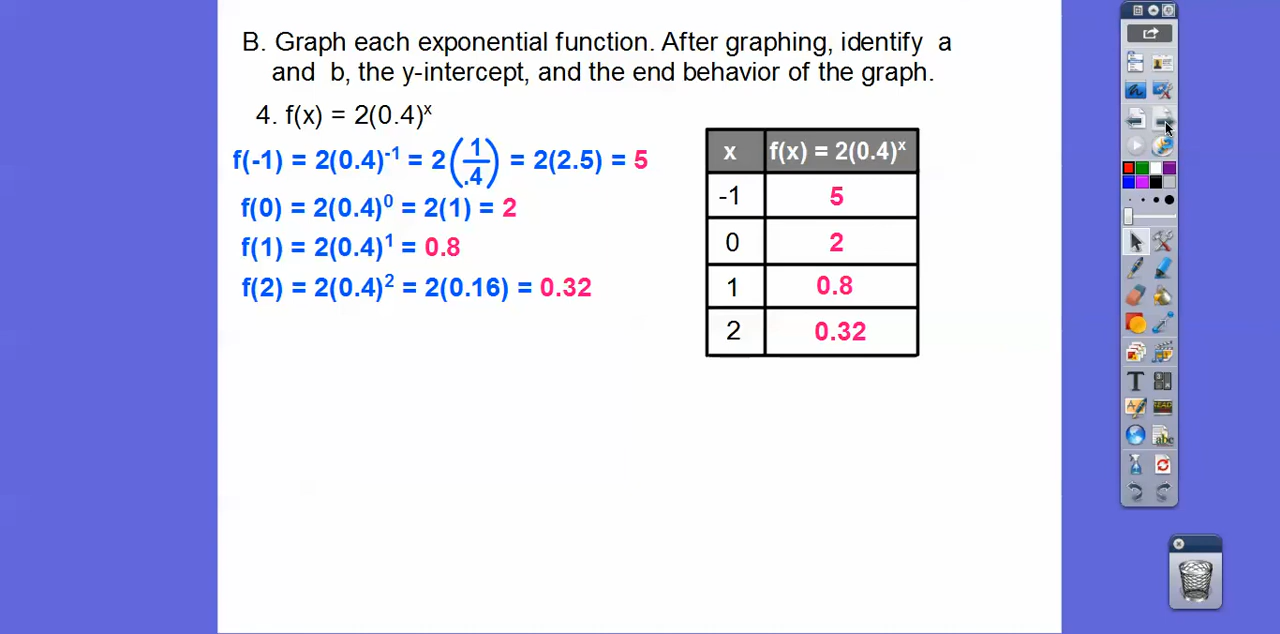 B. Graph each exponential function. After graphing, identify a
and b, the y-intercept, and the end behavior of the graph.
4. f(x) = 2(0.4)ˣ
f(-1) = 2(0.4)⁻¹ = 2(1/.4) = 2(2.5) = 5
f(0) = 2(0.4)⁰ = 2(1) = 2
f(1) = 2(0.4)¹ = 0.8
f(2) = 2(0.4)² = 2(0.16) = 0.32
x f(x) = 2(0.4)ˣ
-1 5
0 2
1 0.8
2 0.32